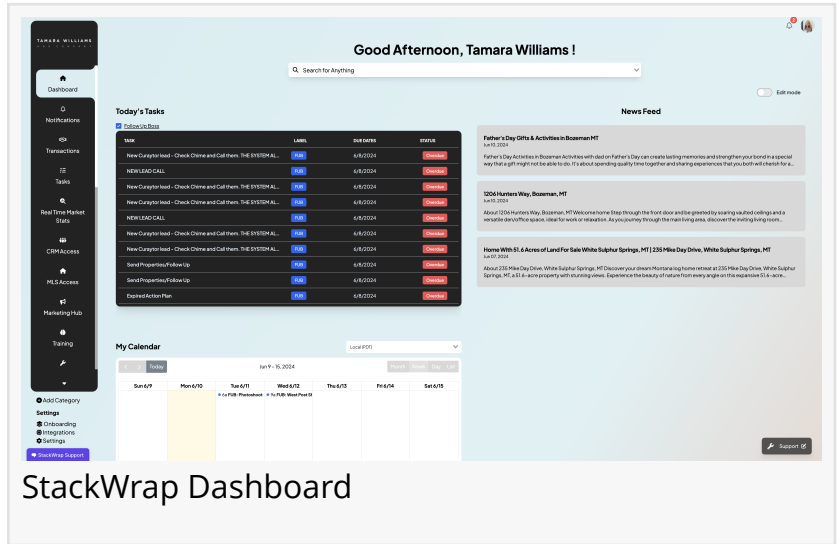 TAMARA WILLIAMS
Good Afternoon, Tamara Williams !
Search for Anything
Edit mode
Dashboard
Notifications
Transactions
Tasks
Real Time Market
Stats
CRM Access
MLS Access
Marketing Hub
Training
Add Category
Settings
Onboarding
Integrations
Settings
StackWrap Support
Today's Tasks
Follow Up Boss
TASK LABEL DUE DATES STATUS
New Curaytor lead - Check Chime and Call them. THE SYSTEM AL... FUB 6/8/2024 Overdue
NEW LEAD CALL FUB 6/8/2024 Overdue
New Curaytor lead - Check Chime and Call them. THE SYSTEM AL... FUB 6/8/2024 Overdue
New Curaytor lead - Check Chime and Call them. THE SYSTEM AL... FUB 6/8/2024 Overdue
NEW LEAD CALL FUB 6/8/2024 Overdue
New Curaytor lead - Check Chime and Call them. THE SYSTEM AL... FUB 6/8/2024 Overdue
New Curaytor lead - Check Chime and Call them. THE SYSTEM AL... FUB 6/8/2024 Overdue
Send Properties/Follow Up FUB 6/8/2024 Overdue
Send Properties/Follow Up FUB 6/8/2024 Overdue
Expired Action Plan FUB 6/8/2024 Overdue
News Feed
Father's Day Gifts & Activities in Bozeman MT
Jun 10, 2024
Father's Day Activities in Bozeman Activities with dad on Father's Day can create lasting memories and strengthen your bond in a special
way that a gift might not be able to do. It's about spending quality time together and sharing experiences that you both will cherish for a...
1206 Hunters Way, Bozeman, MT
Jun 10, 2024
About 1206 Hunters Way, Bozeman, MT Welcome home Step through the front door and be greeted by soaring vaulted ceilings and a
versatile den/office space, ideal for work or relaxation. As you journey through the main living area, discover the inviting living room...
Home With 51.6 Acres of Land For Sale White Sulphur Springs, MT | 235 Mike Day Drive, White Sulphur Springs, MT
Jun 07, 2024
About 235 Mike Day Drive, White Sulphur Springs, MT Discover your dream Montana log home retreat at 235 Mike Day Drive, White Sulphur
Springs, MT, a 51.6-acre property with stunning views. Experience the beauty of nature from every angle on this expansive 51.6-acre...
My Calendar
Local (PDT)
Today
Jun 9 - 15, 2024
Month Week Day List
Sun 6/9 Mon 6/10 Tue 6/11 Wed 6/12 Thu 6/13 Fri 6/14 Sat 6/15
6a FUB: Photoshoot 9a FUB: West Post St
Support
StackWrap Dashboard